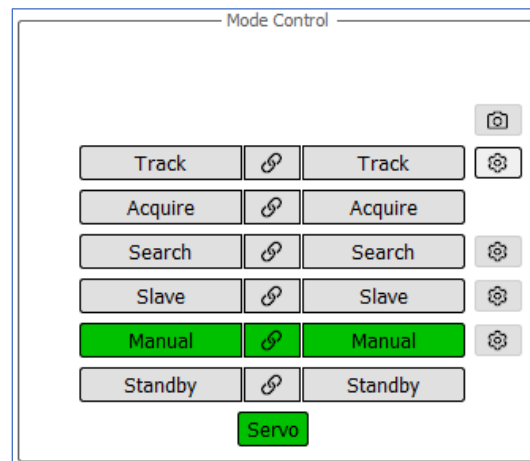 Mode Control
Track Track
Acquire Acquire
Search Search
Slave Slave
Manual Manual
Standby Standby
Servo